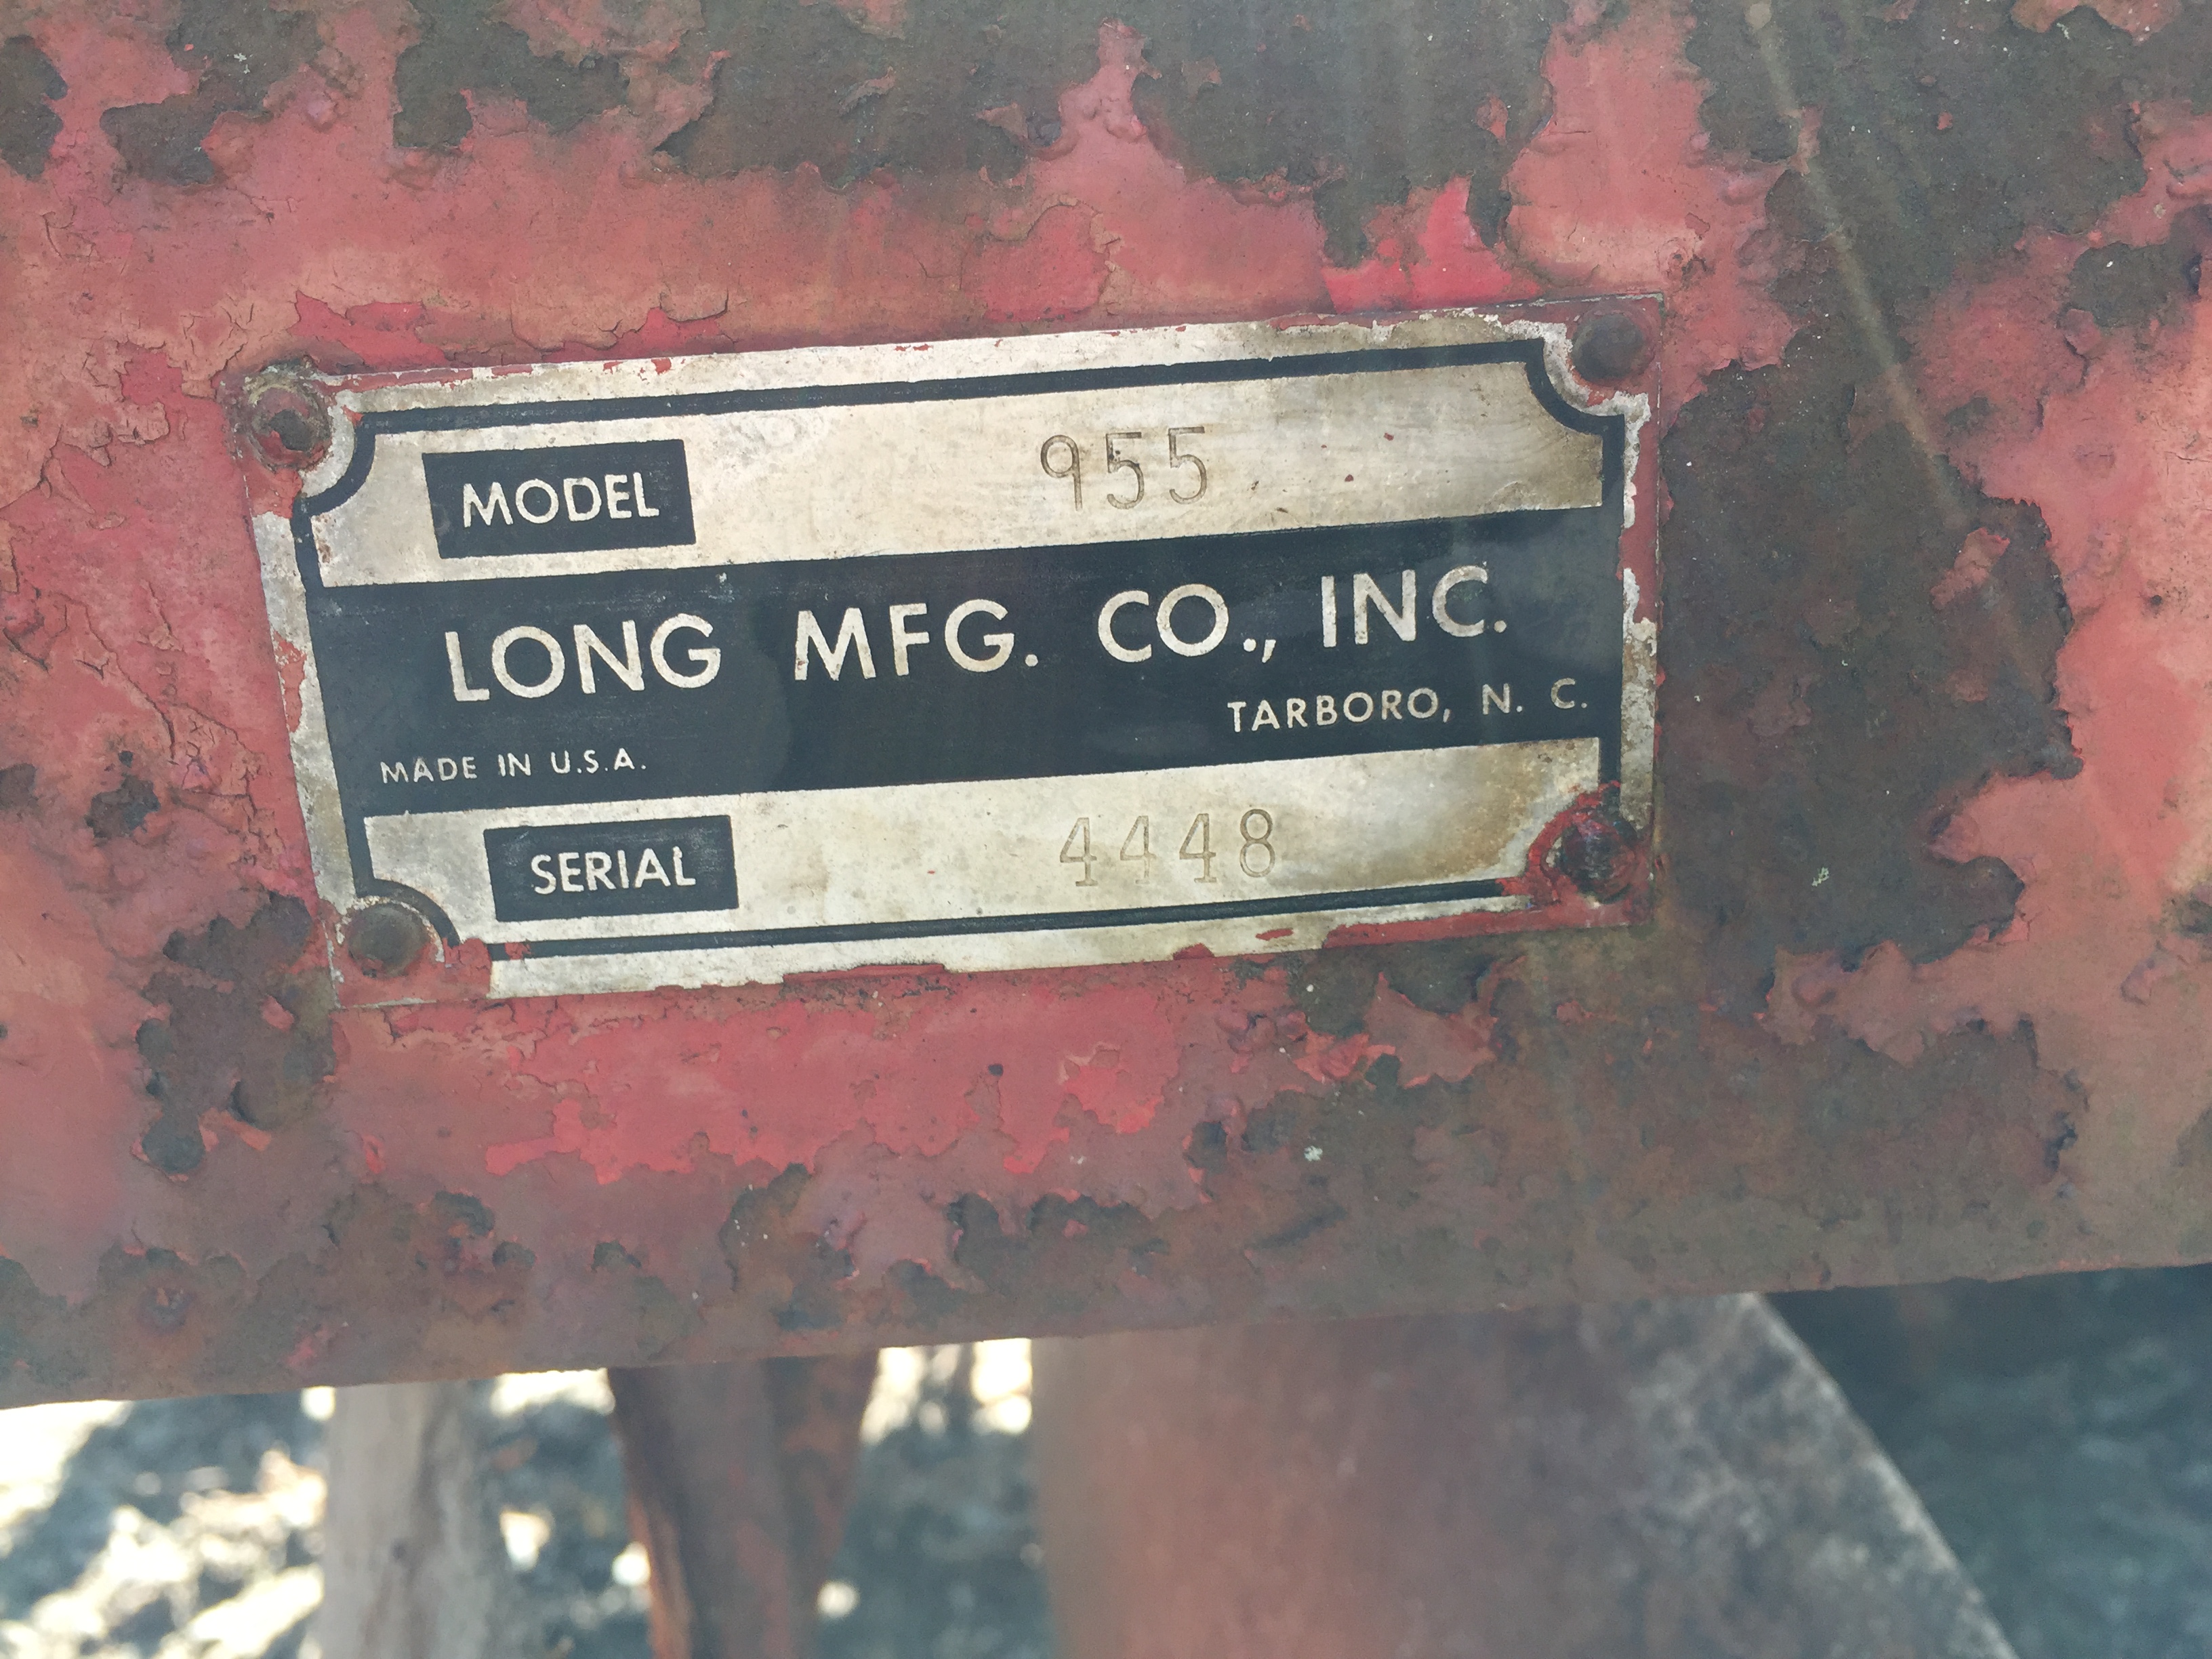 MODEL 955
LONG MFG. CO., INC.
TARBORO, N. C.
MADE IN U.S.A.
SERIAL 4448